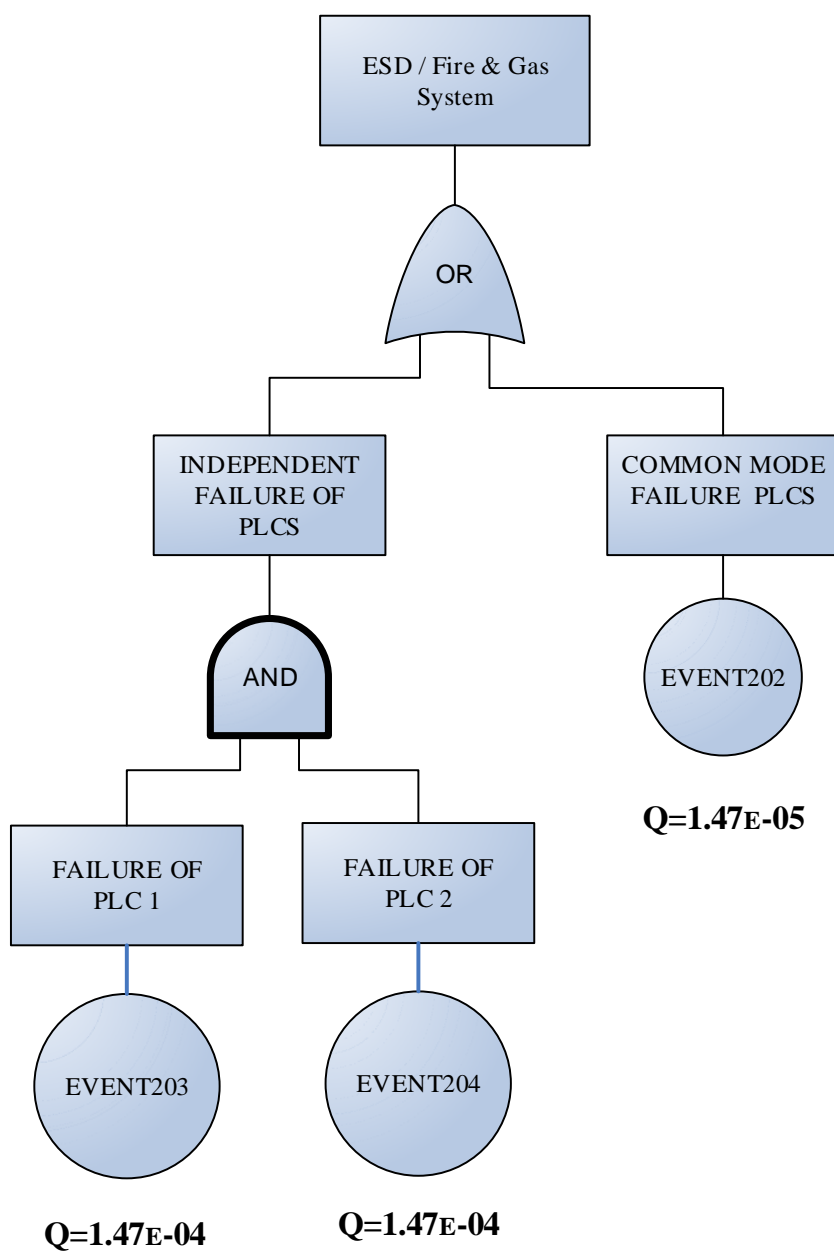 ESD / Fire & Gas
System
OR
INDEPENDENT
FAILURE OF
PLCS
COMMON MODE
FAILURE PLCS
AND
EVENT202
Q=1.47E-05
FAILURE OF
PLC 1
FAILURE OF
PLC 2
EVENT203
EVENT204
Q=1.47E-04
Q=1.47E-04